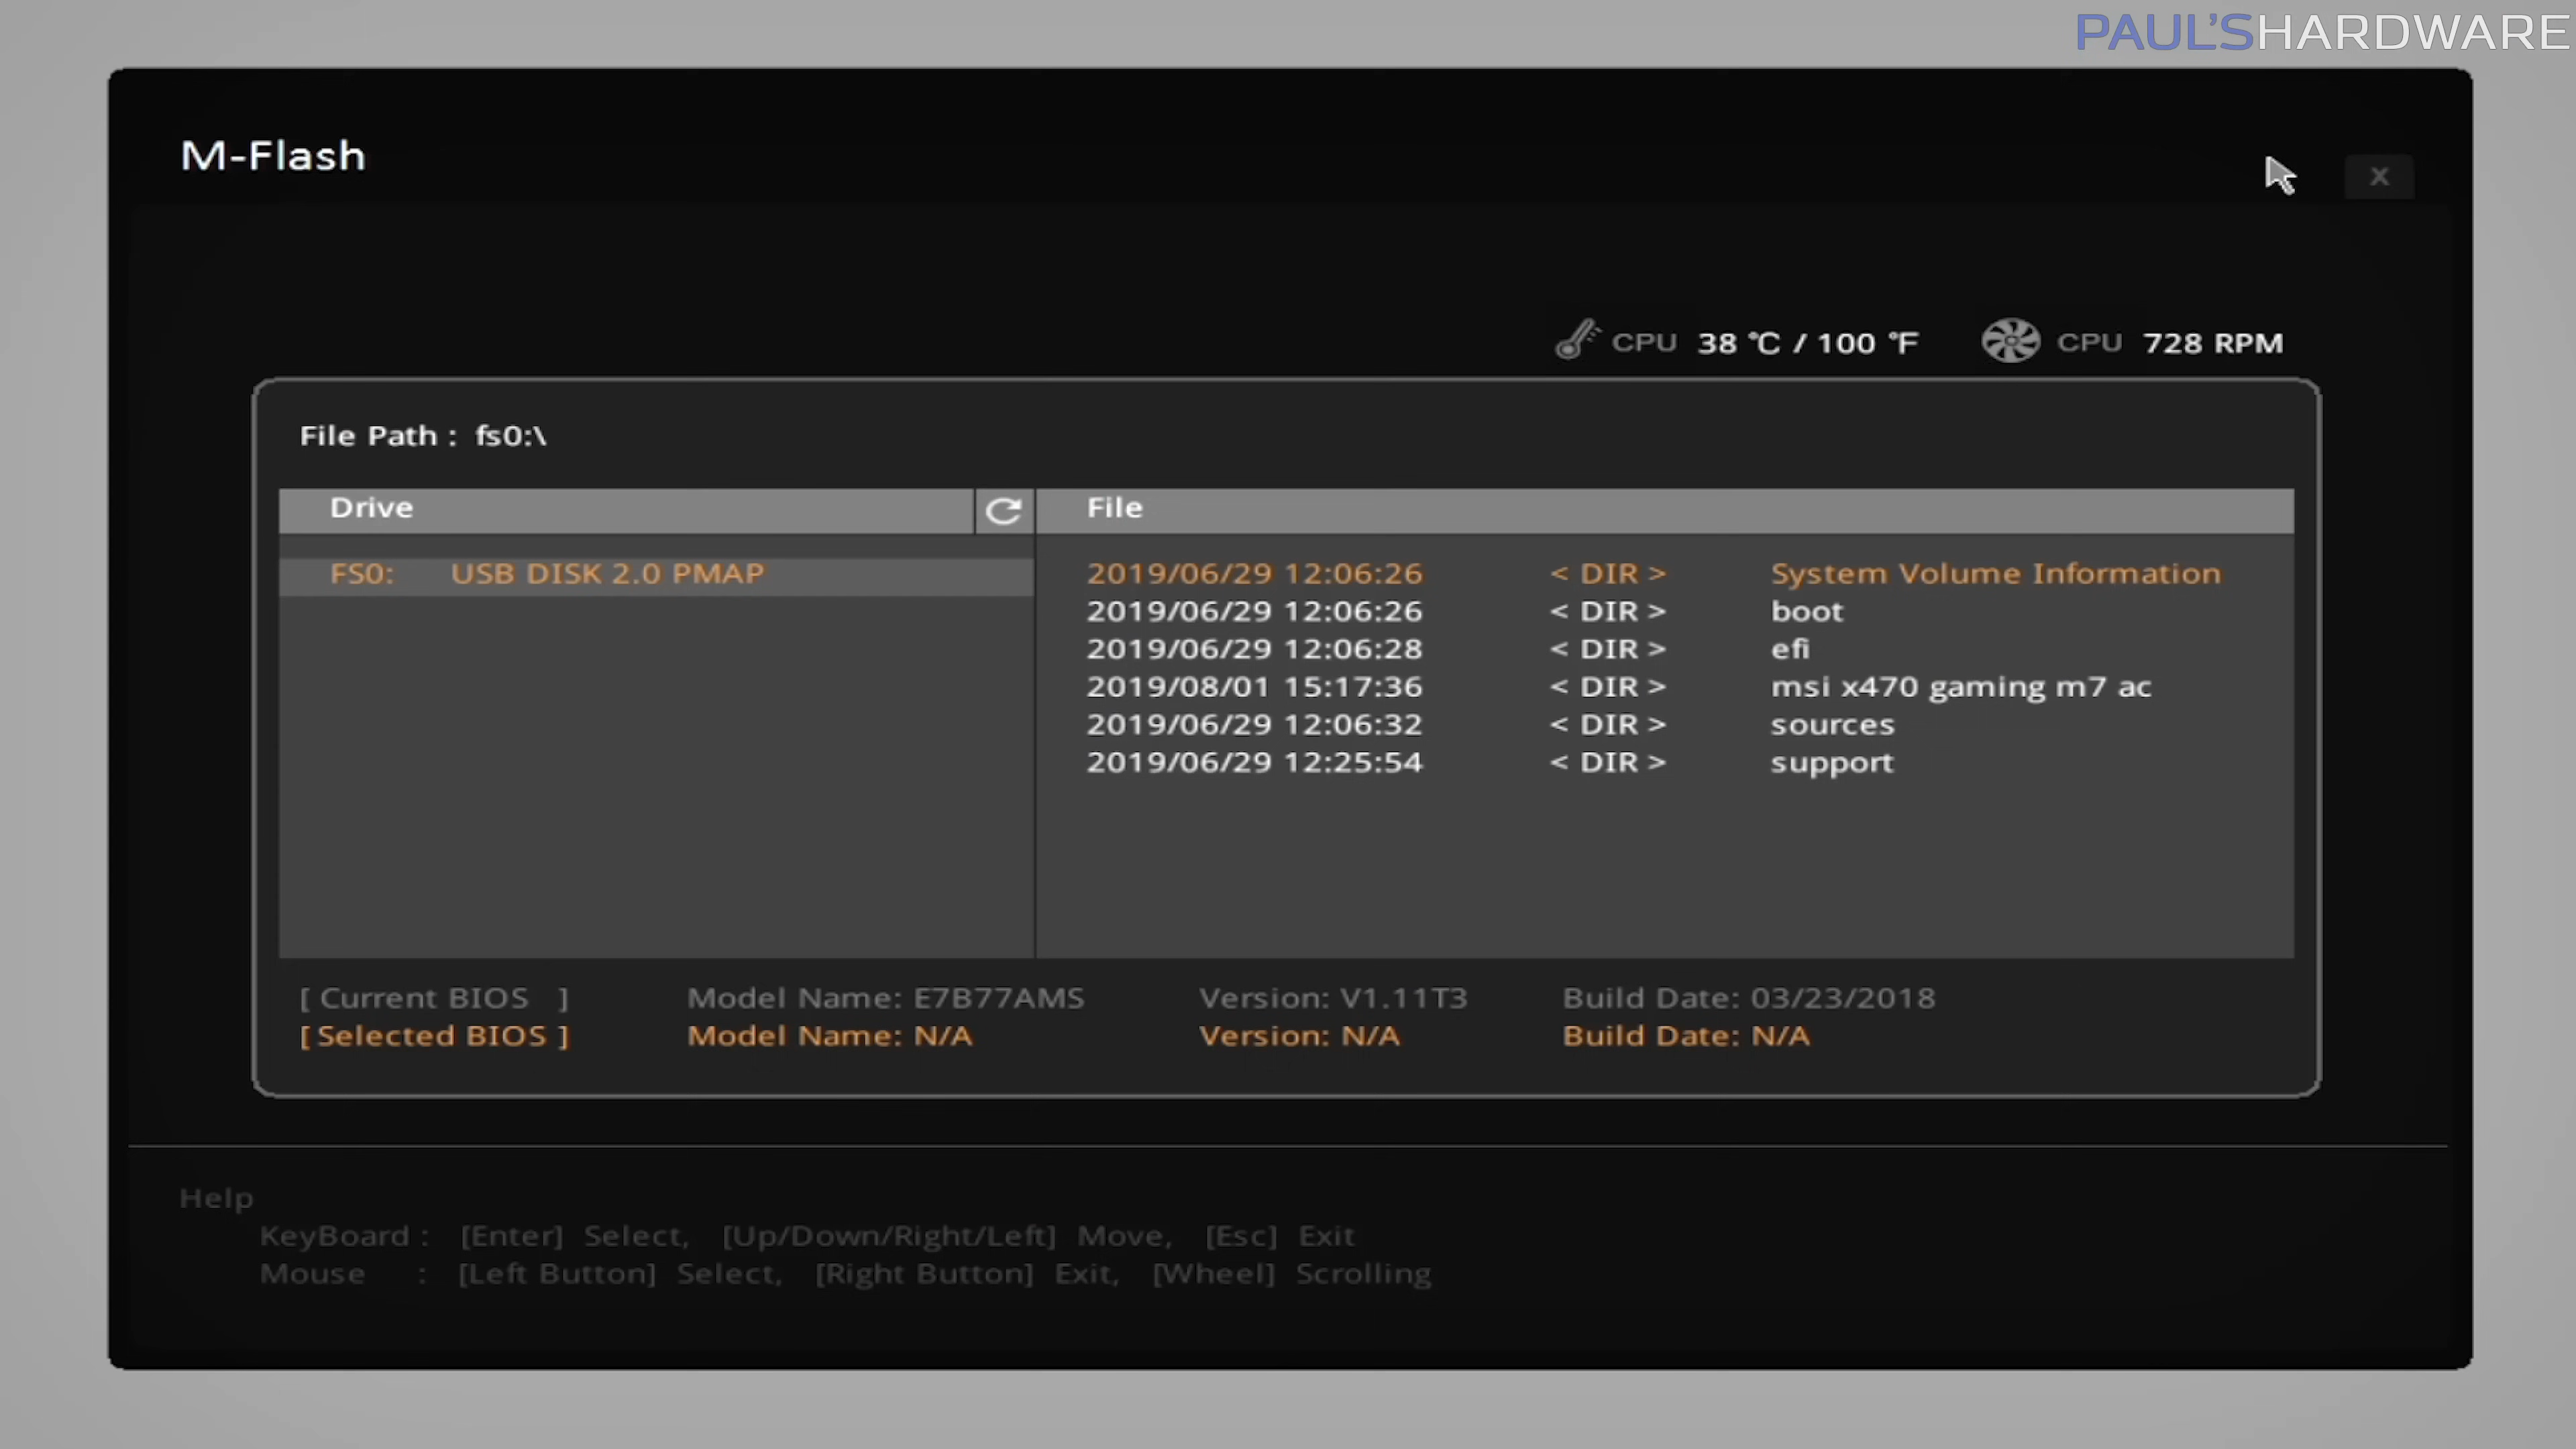 PAUL'SHARDWARE
M-Flash
X
CPU 38 °C / 100 °F CPU 728 RPM
File Path : fs0:\
Drive File
FS0: USB DISK 2.0 PMAP 2019/06/29 12:06:26 < DIR > System Volume Information
2019/06/29 12:06:26 < DIR > boot
2019/06/29 12:06:28 < DIR > efi
2019/08/01 15:17:36 < DIR > msi x470 gaming m7 ac
2019/06/29 12:06:32 < DIR > sources
2019/06/29 12:25:54 < DIR > support
[ Current BIOS ] Model Name: E7B77AMS Version: V1.11T3 Build Date: 03/23/2018
[ Selected BIOS ] Model Name: N/A Version: N/A Build Date: N/A
Help
KeyBoard : [Enter] Select, [Up/Down/Right/Left] Move, [Esc] Exit
Mouse : [Left Button] Select, [Right Button] Exit, [Wheel] Scrolling